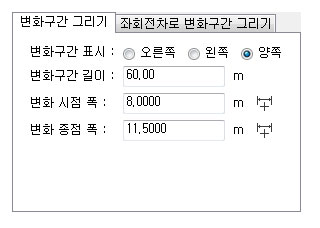 변화구간 그리기 좌회전차로 변화구간 그리기
변화구간 표시 : 오른쪽 왼쪽 양쪽
변화구간 길이 : 60,00 m
변화 시점 폭 : 8,0000 m
변화 종점 폭 : 11,5000 m